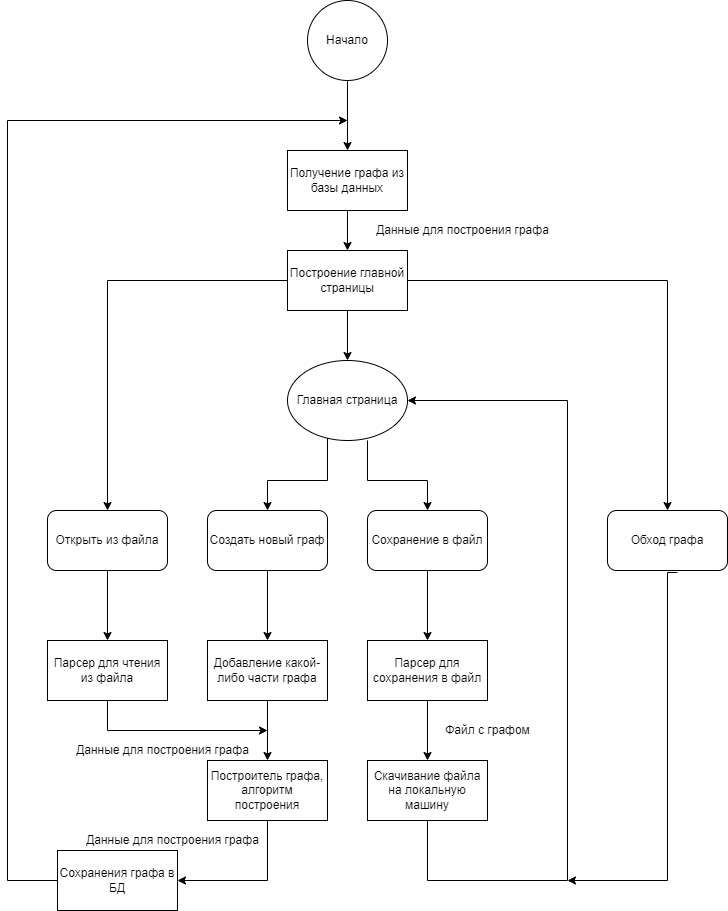 Начало
Получение графа из
базы данных
Данные для построения графа
Построение главной
страницы
Главная страница
Открыть из файла
Создать новый граф
Сохранение в файл
Обход графа
Парсер для чтения
из файла
Добавление какой-
либо части графа
Парсер для
сохранения в файл
Файл с графом
Данные для построения графа
Построитель графа,
алгоритм
построения
Скачивание файла
на локальную
машину
Данные для построения графа
Сохранения графа в
БД